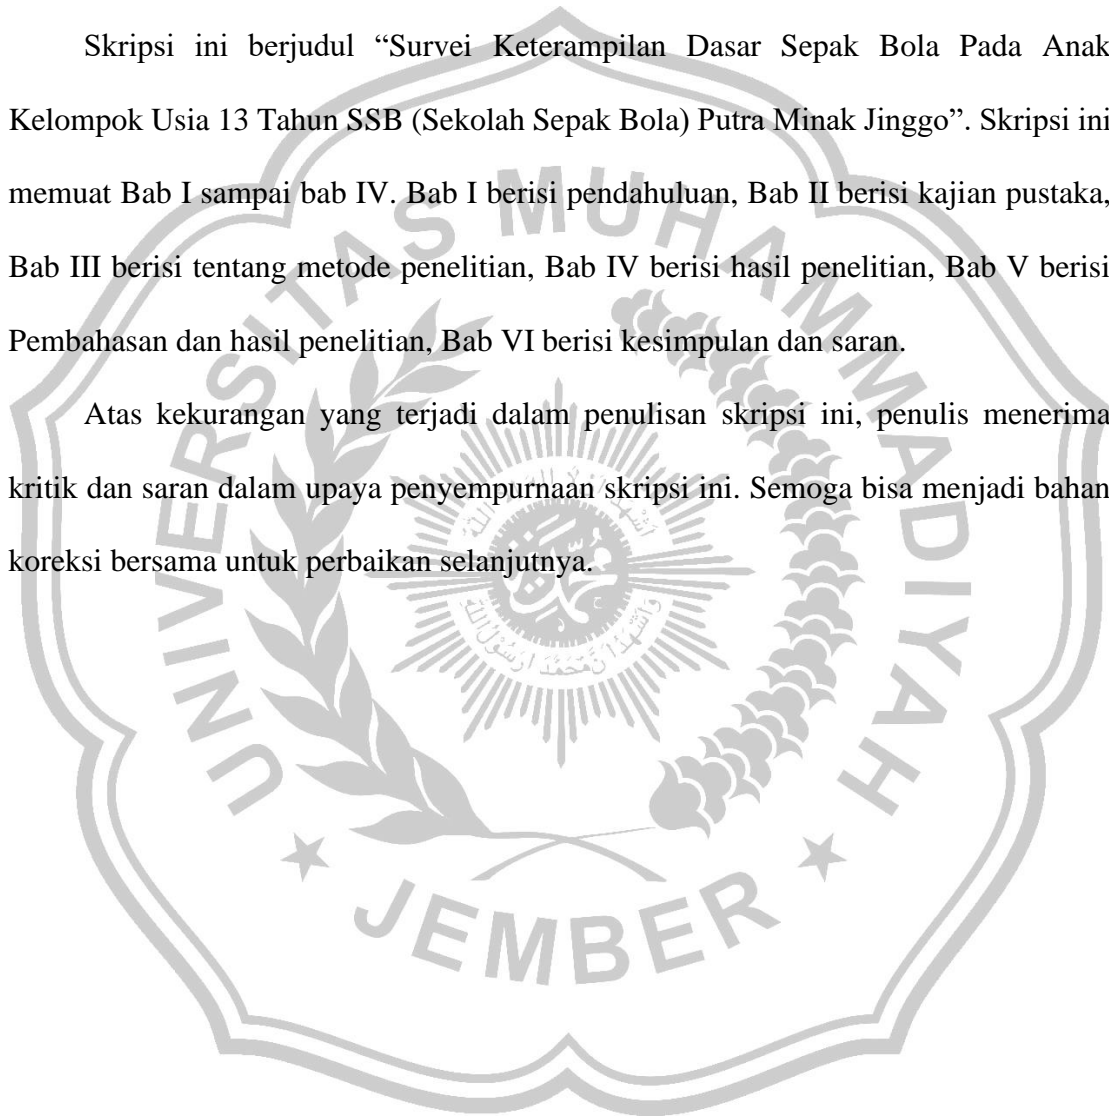 Skripsi ini berjudul “Survei Keterampilan Dasar Sepak Bola Pada Anak
Kelompok Usia 13 Tahun SSB (Sekolah Sepak Bola) Putra Minak Jinggo”. Skripsi ini
memuat Bab I sampai bab IV. Bab I berisi pendahuluan, Bab II berisi kajian pustaka,
Bab III berisi tentang metode penelitian, Bab IV berisi hasil penelitian, Bab V berisi
Pembahasan dan hasil penelitian, Bab VI berisi kesimpulan dan saran.
Atas kekurangan yang terjadi dalam penulisan skripsi ini, penulis menerima
kritik dan saran dalam upaya penyempurnaan skripsi ini. Semoga bisa menjadi bahan
koreksi bersama untuk perbaikan selanjutnya.
UNIVERSITAS MUHAMMADIYAH
JEMBER